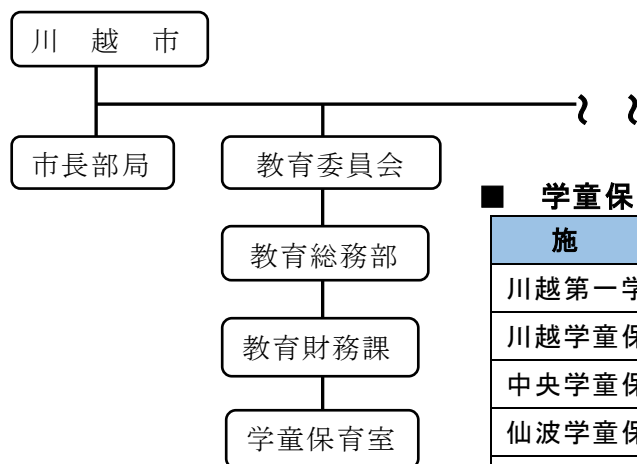 川　越　市
市長部局
教育委員会
教育総務部
教育財務課
学童保育室
■　学童保
施
川越第一学
川越学童保
中央学童保
仙波学童保